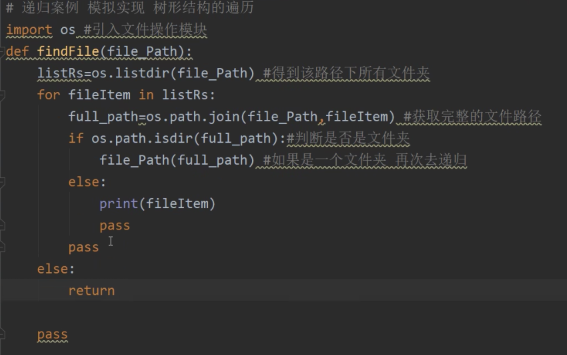 # 递归案例 模拟实现 树形结构的遍历
import os #引入文件操作模块
def findFile(file_Path):
    listRs=os.listdir(file_Path) #得到该路径下所有文件夹
    for fileItem in listRs:
        full_path=os.path.join(file_Path,fileItem) #获取完整的文件路径
        if os.path.isdir(full_path):#判断是否是文件夹
            file_Path(full_path) #如果是一个文件夹 再次去递归
        else:
            print(fileItem)
            pass
        pass
    else:
        return
    pass